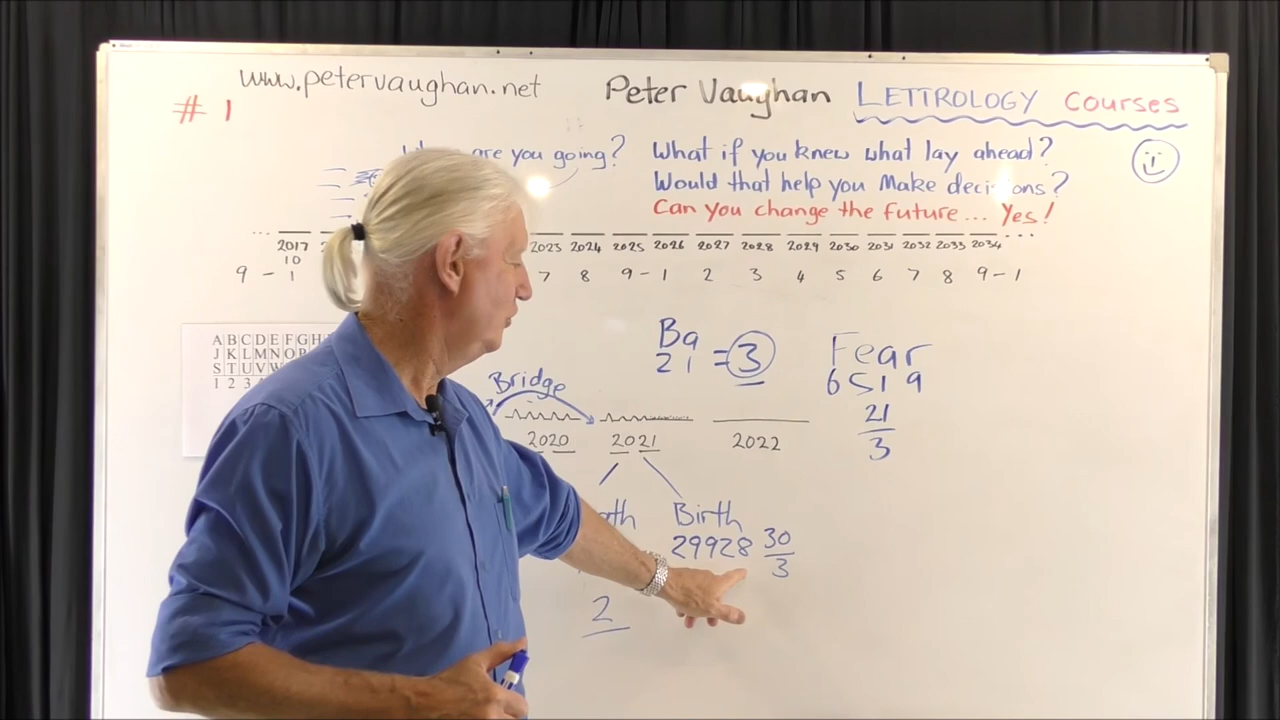 www.petervaughan.net
Peter Vaughan LETTROLOGY Courses
# 1
are you going?
What if you knew what lay ahead?
Would that help you Make decisions?
Can you change the future... Yes!
... 2017 2023 2024 2025 2026 2027 2028 2029 2030 2031 2032 2033 2034 ...
10
9 - 1 7 8 9 - 1 2 3 4 5 6 7 8 9 - 1
ABCDEFGH
JKLMNOP
STUVW
1 2 3
Ba
2 1 = 3
Fear
6 5 1 9
21
3
Bridge
2020 2021 2022
Birth
29928 30
3
2